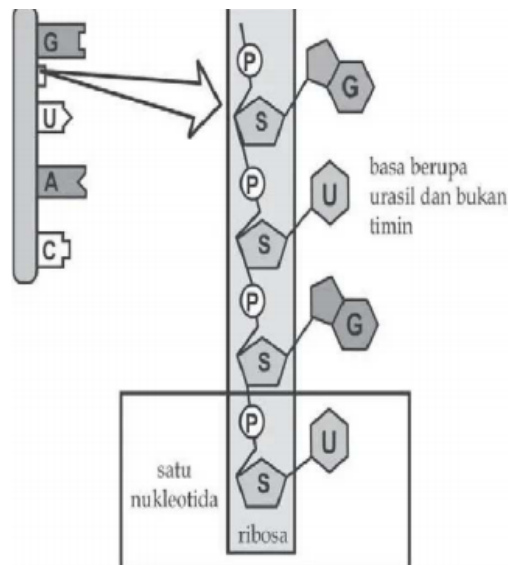 G
U
A
C
P
S
G
P
S
U
basa berupa
urasil dan bukan
timin
P
S
G
P
S
U
satu
nukleotida
ribosa